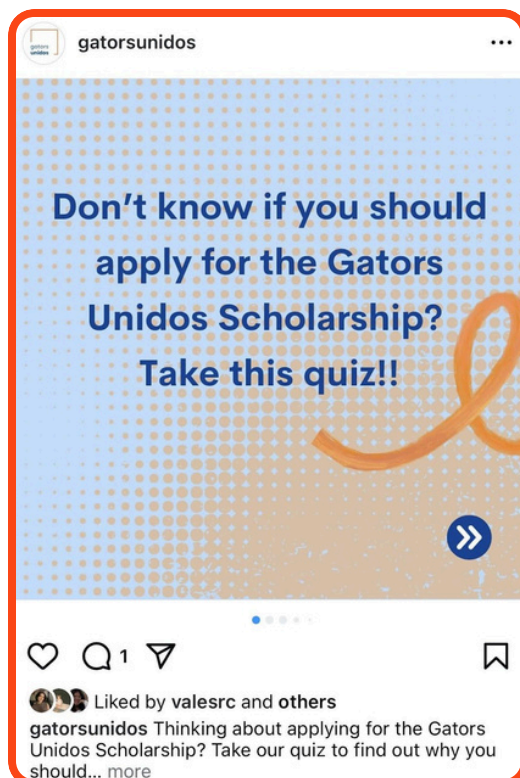 gatorsunidos
gators
unidos
Don't know if you should
apply for the Gators
Unidos Scholarship?
Take this quiz!!
1
Liked by valesrc and others
gatorsunidos Thinking about applying for the Gators
Unidos Scholarship? Take our quiz to find out why you
should... more